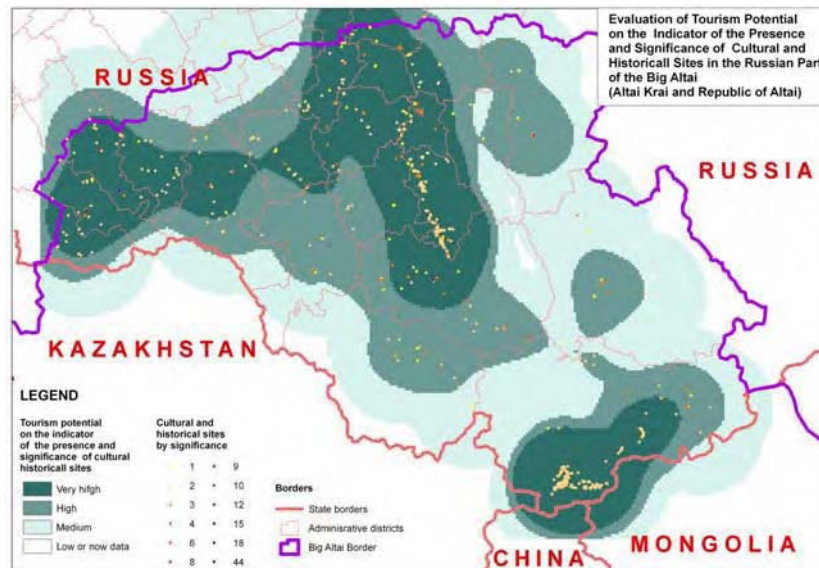 Evaluation of Tourism Potential
on the Indicator of the Presence
and Significance of Cultural and
Historicall Sites in the Russian Part
of the Big Altai
(Altai Krai and Republic of Altai)
RUSSIA
RUSSIA
KAZAKHSTAN
CHINA
MONGOLIA
LEGEND
Tourism potential
on the indicator
of the presence and
significance of cultural
historicall sites
Very hifgh
High
Medium
Low or now data
Cultural and
historical sites
by significance
1 9
2 10
3 12
4 15
6 18
8 44
Borders
State borders
Adminisrative districts
Big Altai Border